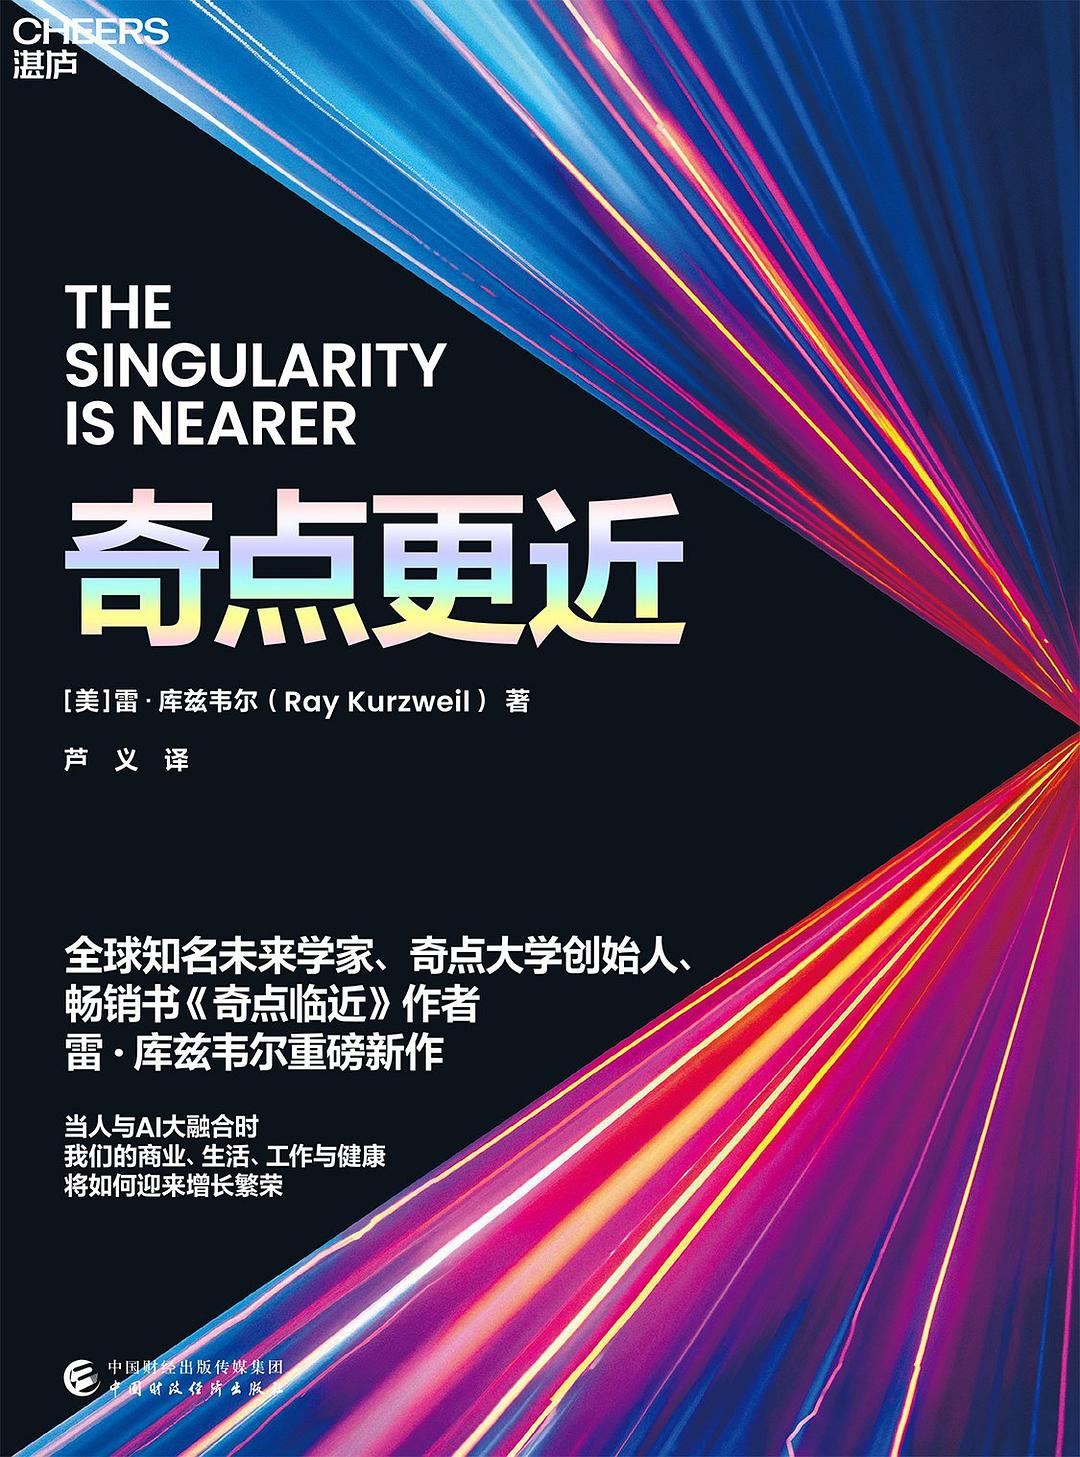 CHEERS
湛庐
THE
SINGULARITY
IS NEARER
奇点更近
[美]雷·库兹韦尔（Ray Kurzweil） 著
芦 义 译
全球知名未来学家、奇点大学创始人、
畅销书《奇点临近》作者
雷·库兹韦尔重磅新作
当人与AI大融合时
我们的商业、生活、工作与健康
将如何迎来增长繁荣
中国财经出版传媒集团
中国财政经济出版社